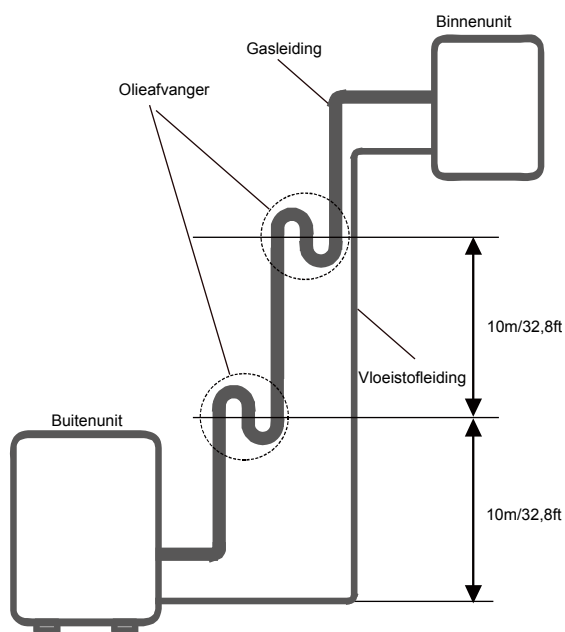 Binnenunit
Gasleiding
Olieafvanger
10m/32,8ft
Vloeistofleiding
Buitenunit
10m/32,8ft